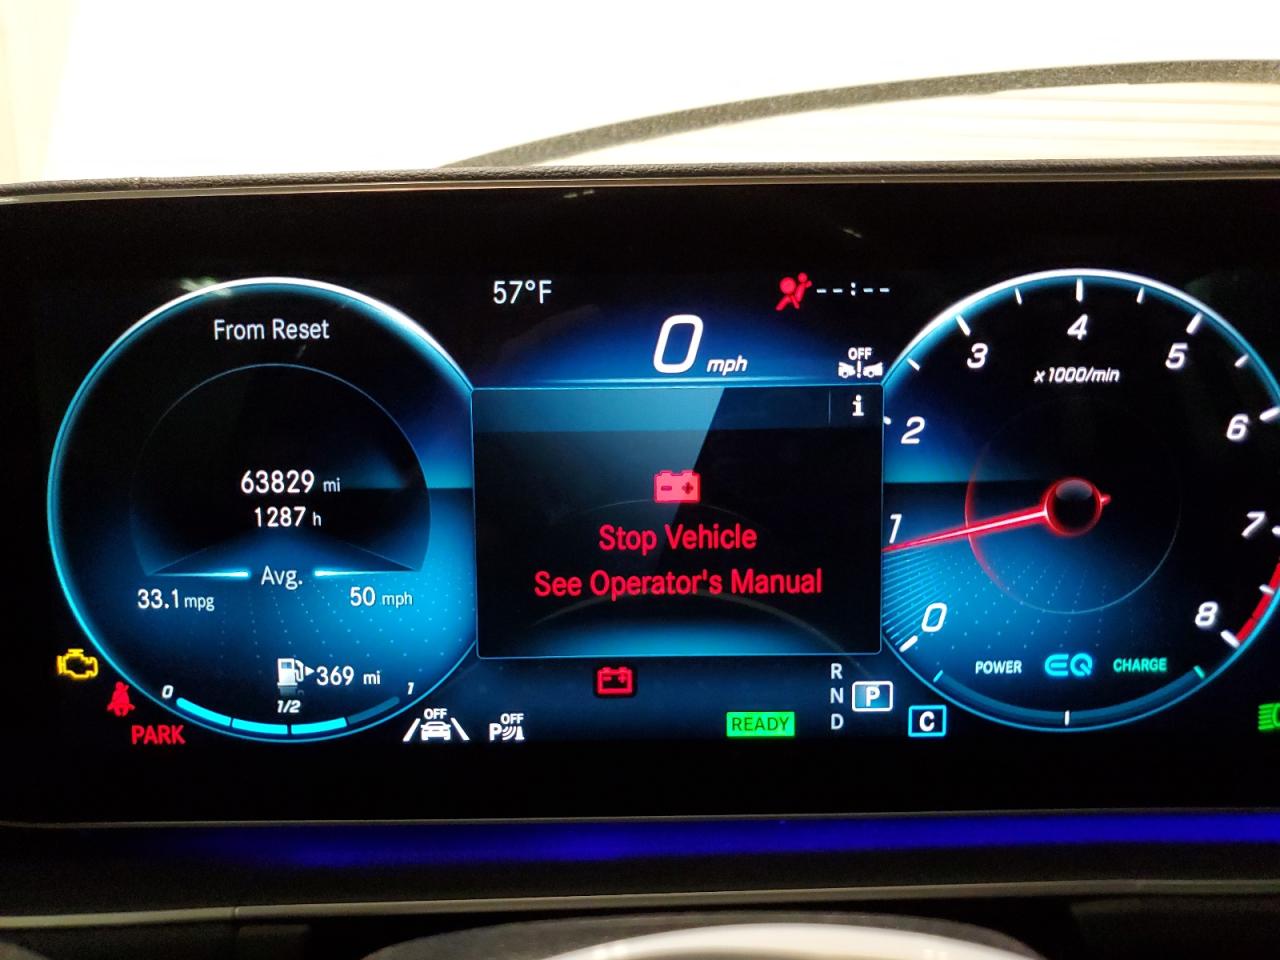 57°F
--:--
From Reset
0 mph
OFF
i
63829 mi
1287 h
Avg.
33.1 mpg
50 mph
Stop Vehicle
See Operator's Manual
0
1
2
3
4
5
6
7
8
x1000/min
POWER
EQ
CHARGE
369 mi
0
1/2
1
PARK
OFF
OFF
P
READY
R
N
D
P
C